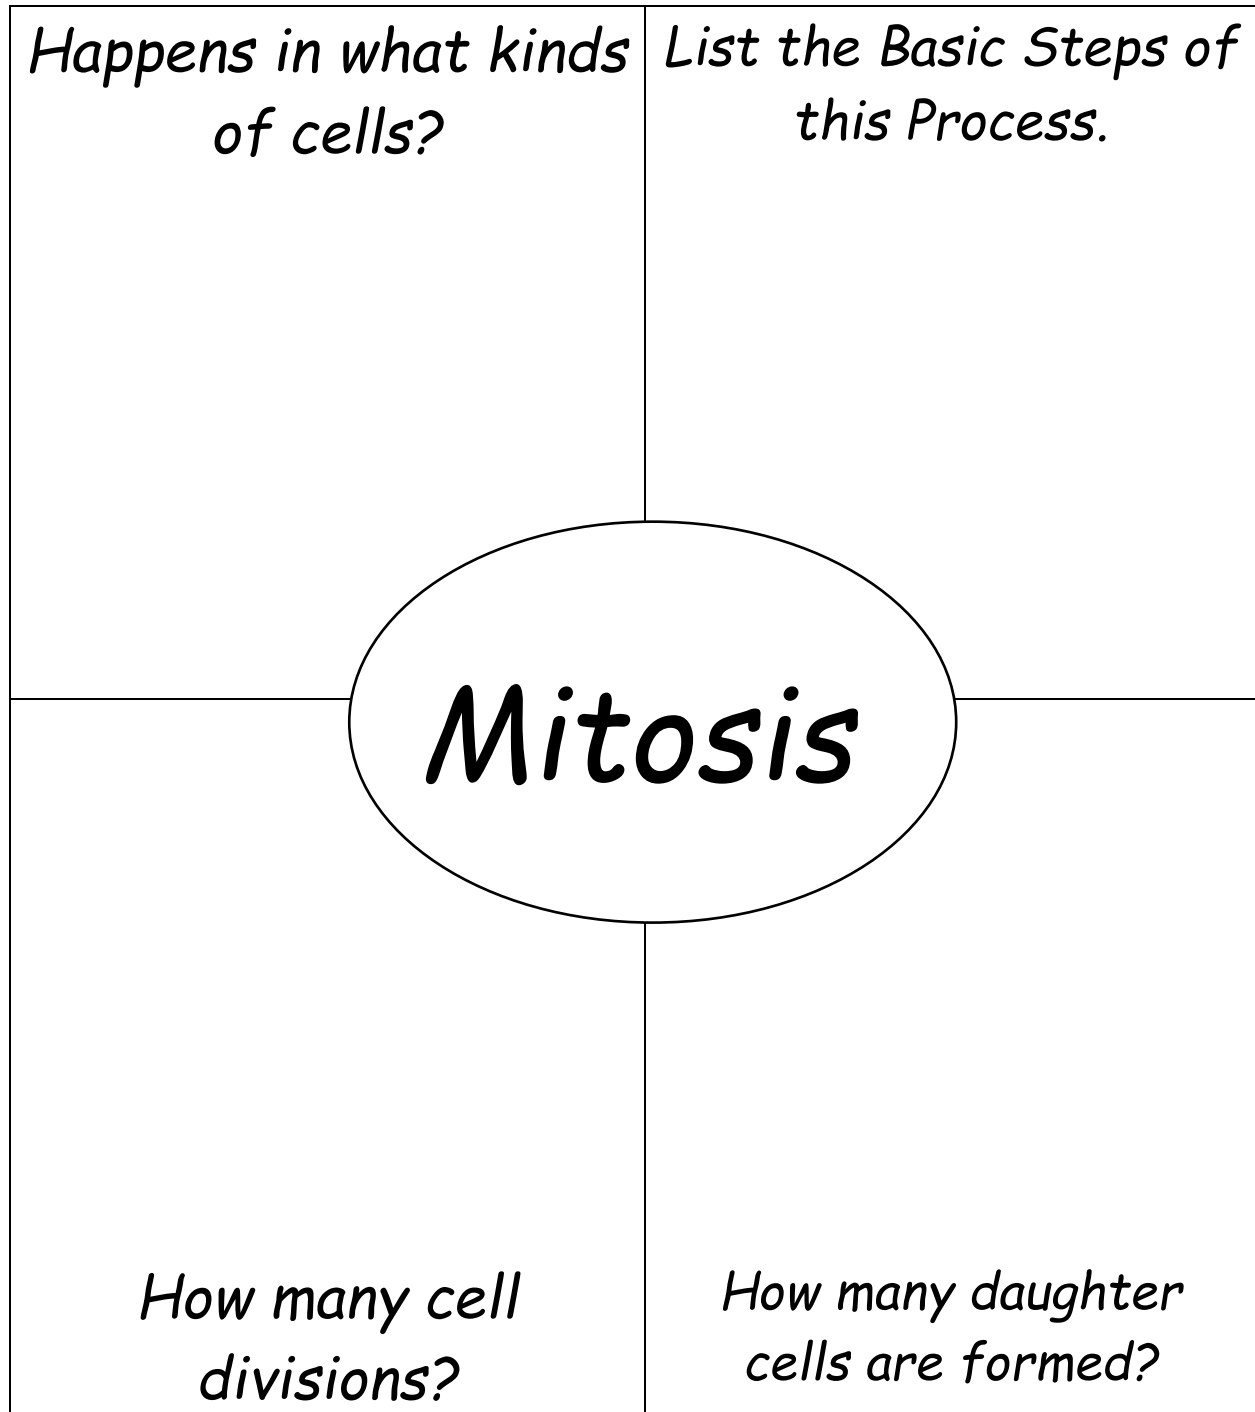 Happens in what kinds
of cells?
List the Basic Steps of
this Process.
Mitosis
How many cell
divisions?
How many daughter
cells are formed?